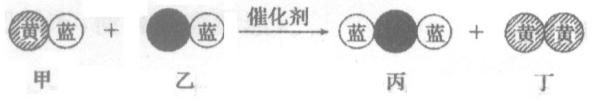 催化剂
黄 蓝 + 蓝 蓝 蓝 + 黄 黄
甲 乙 丙 丁